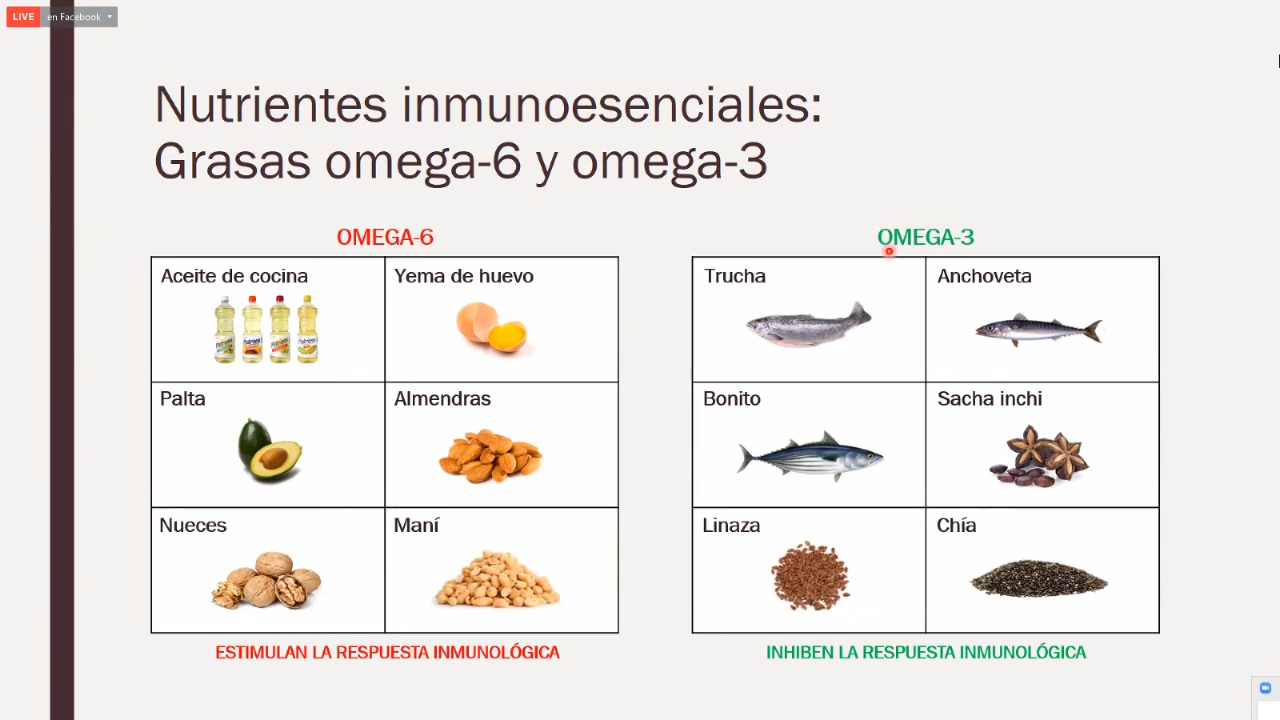 LIVE en Facebook
Nutrientes inmunoesenciales:
Grasas omega-6 y omega-3
OMEGA-6
Aceite de cocina
Yema de huevo
Palta
Almendras
Nueces
Maní
ESTIMULAN LA RESPUESTA INMUNOLÓGICA
OMEGA-3
Trucha
Anchoveta
Bonito
Sacha inchi
Linaza
Chía
INHIBEN LA RESPUESTA INMUNOLÓGICA